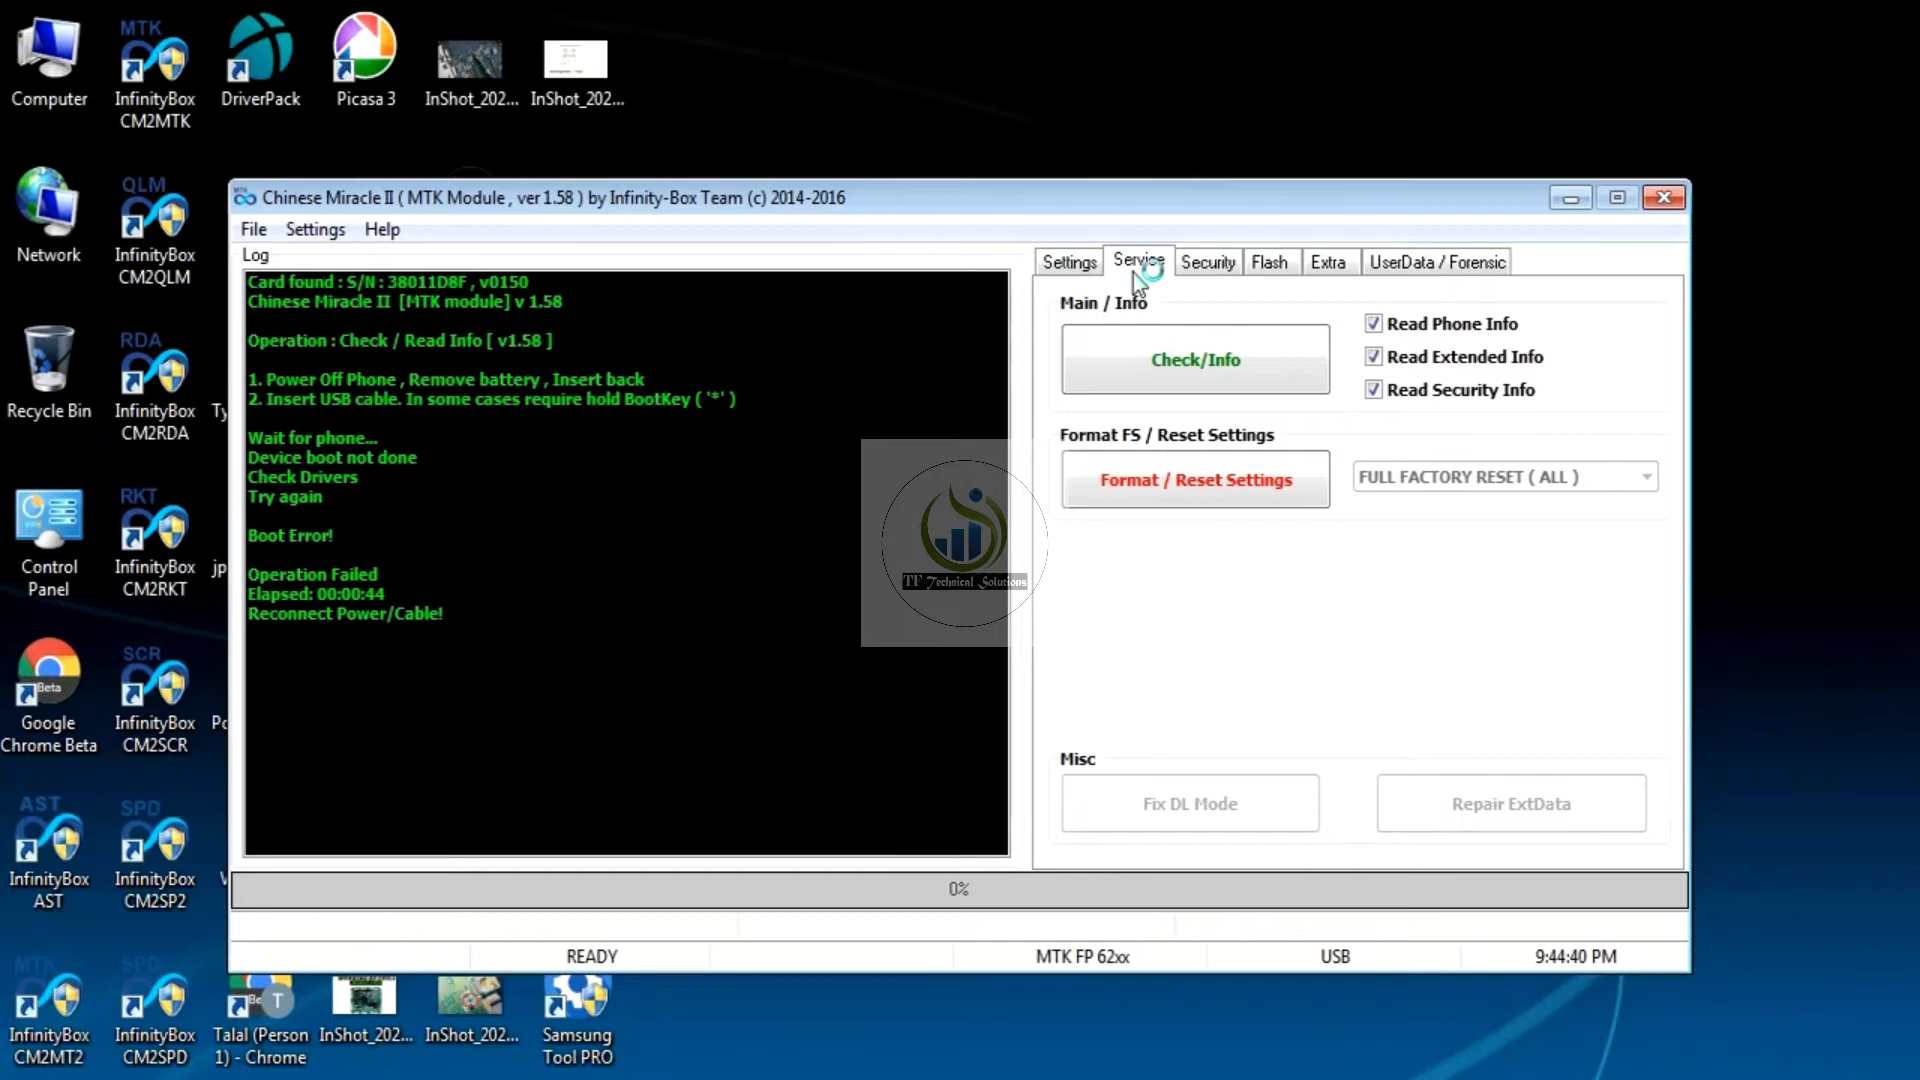 Computer
MTK
InfinityBox
CM2MTK
DriverPack
Picasa 3
InShot_202...
InShot_202...
Network
QLM
InfinityBox
CM2QLM
Recycle Bin
RDA
InfinityBox
CM2RDA
Ty
Control
Panel
RKT
InfinityBox
CM2RKT
jp
Beta
Google
Chrome Beta
SCR
InfinityBox
CM2SCR
Po
AST
InfinityBox
AST
SPD
InfinityBox
CM2SP2
InfinityBox
CM2MT2
SPD
InfinityBox
CM2SPD
T
Talal (Person
1) - Chrome
InShot_202...
InShot_202...
Samsung
Tool PRO
Chinese Miracle II ( MTK Module , ver 1.58 ) by Infinity-Box Team (c) 2014-2016
File Settings Help
Log
Card found : S/N : 38011D8F , v0150
Chinese Miracle II [MTK module] v 1.58
Operation : Check / Read Info [ v1.58 ]
1. Power Off Phone , Remove battery , Insert back
2. Insert USB cable. In some cases require hold BootKey ( '*' )
Wait for phone...
Device boot not done
Check Drivers
Try again
Boot Error!
Operation Failed
Elapsed: 00:00:44
Reconnect Power/Cable!
TF Technical Solutions
Settings Service Security Flash Extra UserData / Forensic
Main / Info
Check/Info
Read Phone Info
Read Extended Info
Read Security Info
Format FS / Reset Settings
Format / Reset Settings
FULL FACTORY RESET ( ALL )
Misc
Fix DL Mode
Repair ExtData
0%
READY MTK FP 62xx USB 9:44:40 PM